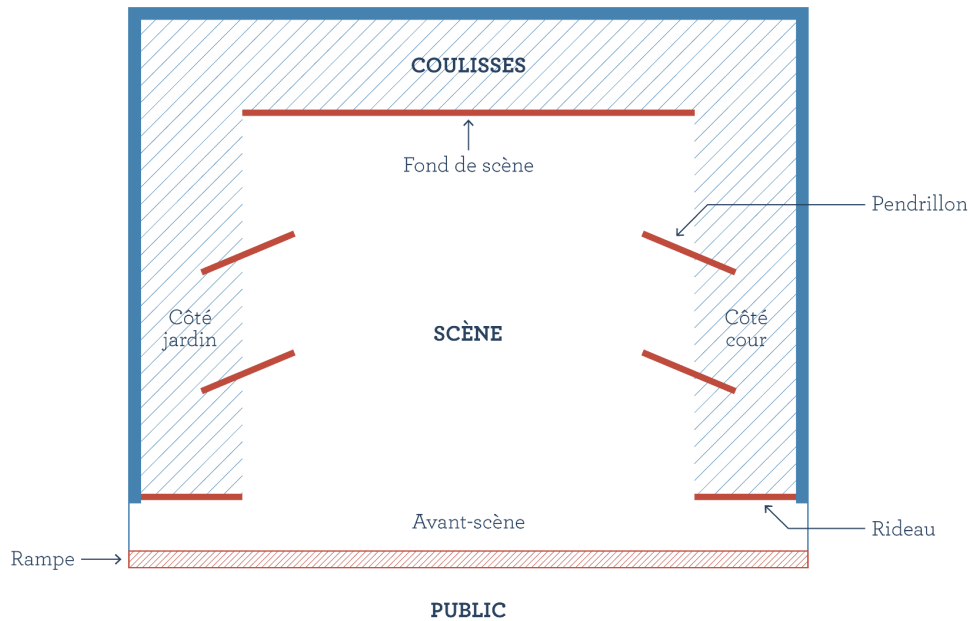 COULISSES
Fond de scène
Pendrillon
Côté
jardin
SCÈNE
Côté
cour
Avant-scène
Rideau
Rampe
PUBLIC